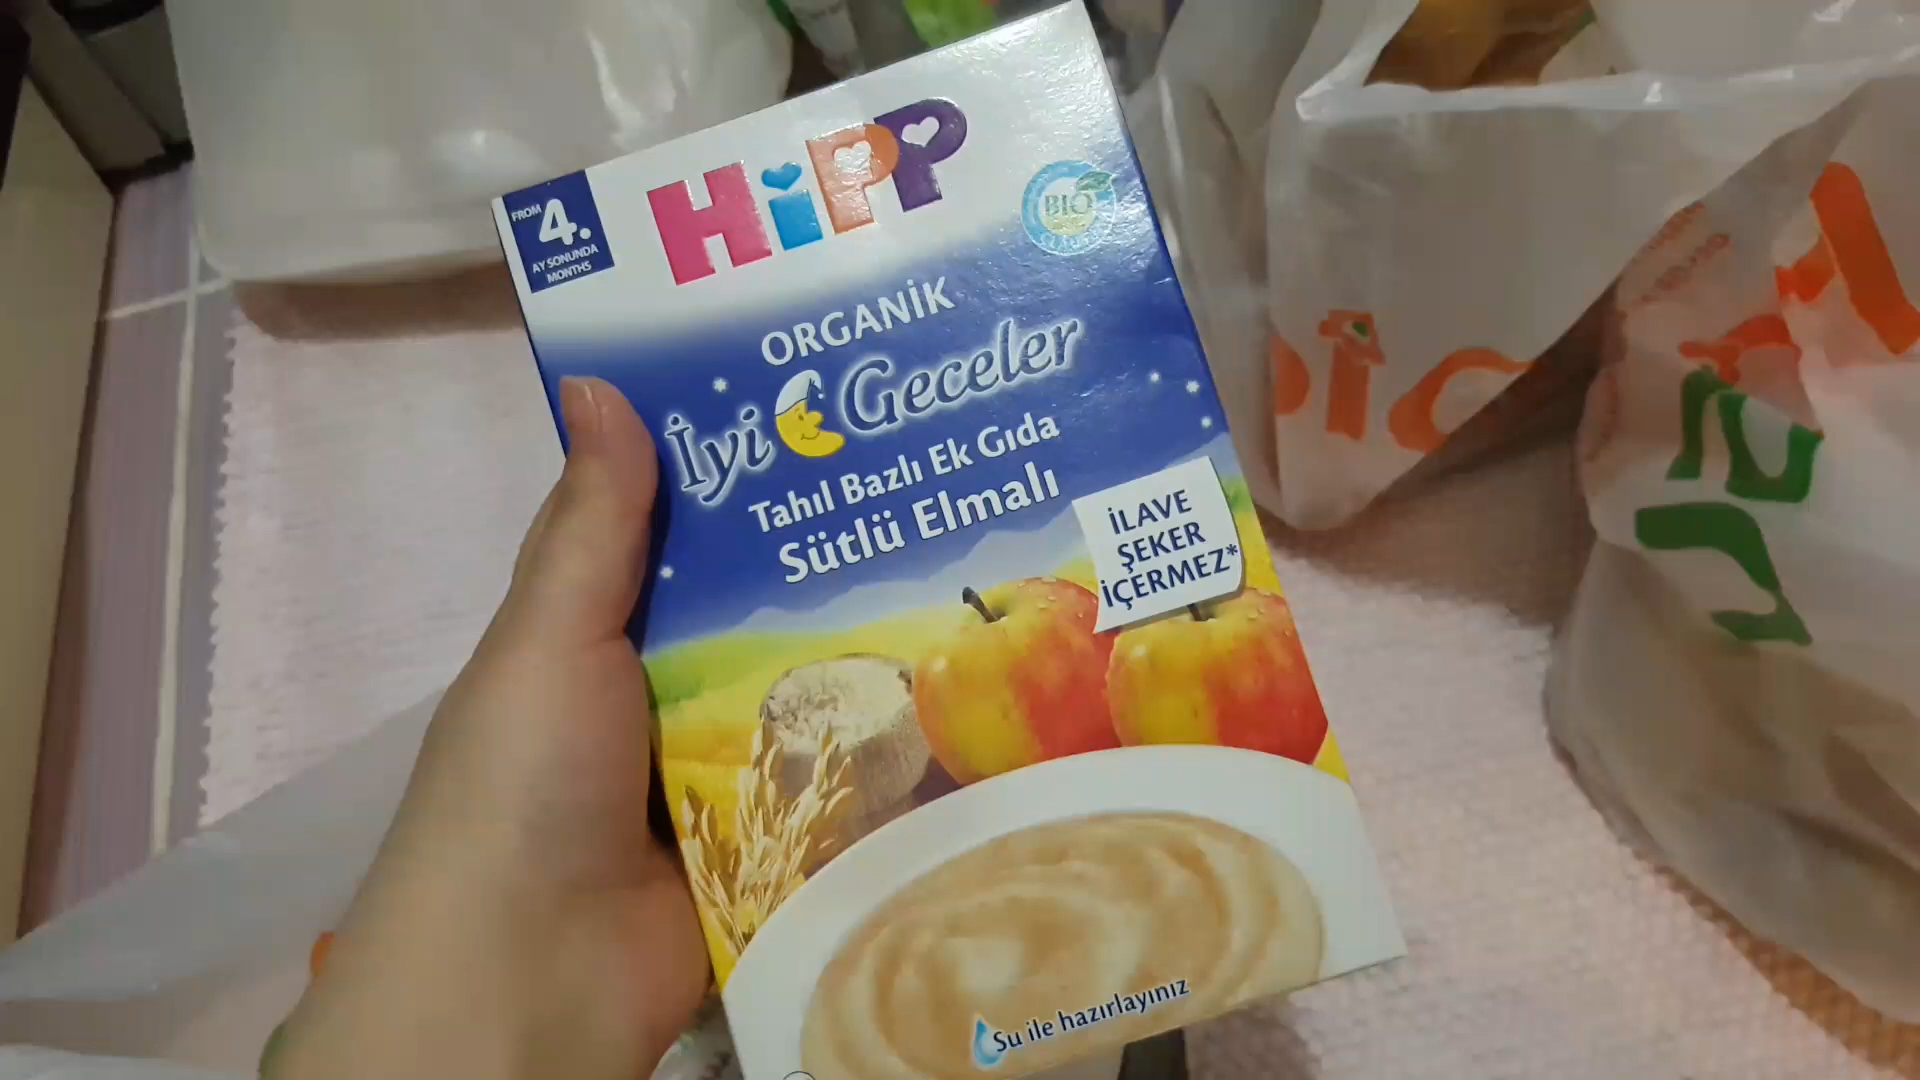 HiPP
FROM
4.
AY SONUNDA
MONTHS
BIO
ORGANİK
İyi Geceler
Tahıl Bazlı Ek Gıda
Sütlü Elmalı
İLAVE
ŞEKER
İÇERMEZ*
Su ile hazırlayınız